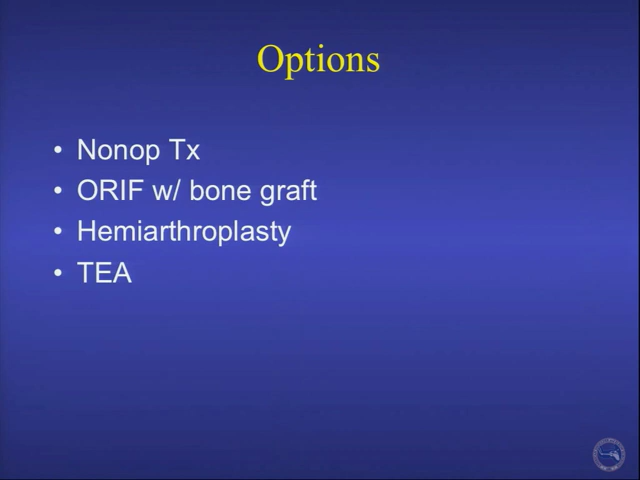 Options
• Nonop Tx
• ORIF w/ bone graft
• Hemiarthroplasty
• TEA